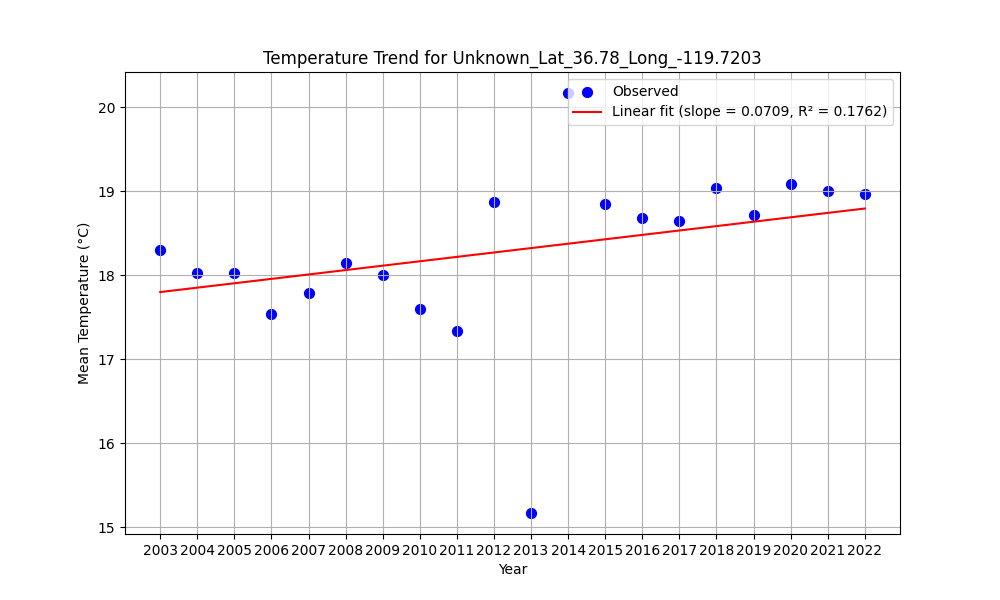 Temperature Trend for Unknown_Lat_36.78_Long_-119.7203
Observed
Linear fit (slope = 0.0709, R² = 0.1762)
Mean Temperature (°C)
20
19
18
17
16
15
2003 2004 2005 2006 2007 2008 2009 2010 2011 2012 2013 2014 2015 2016 2017 2018 2019 2020 2021 2022
Year